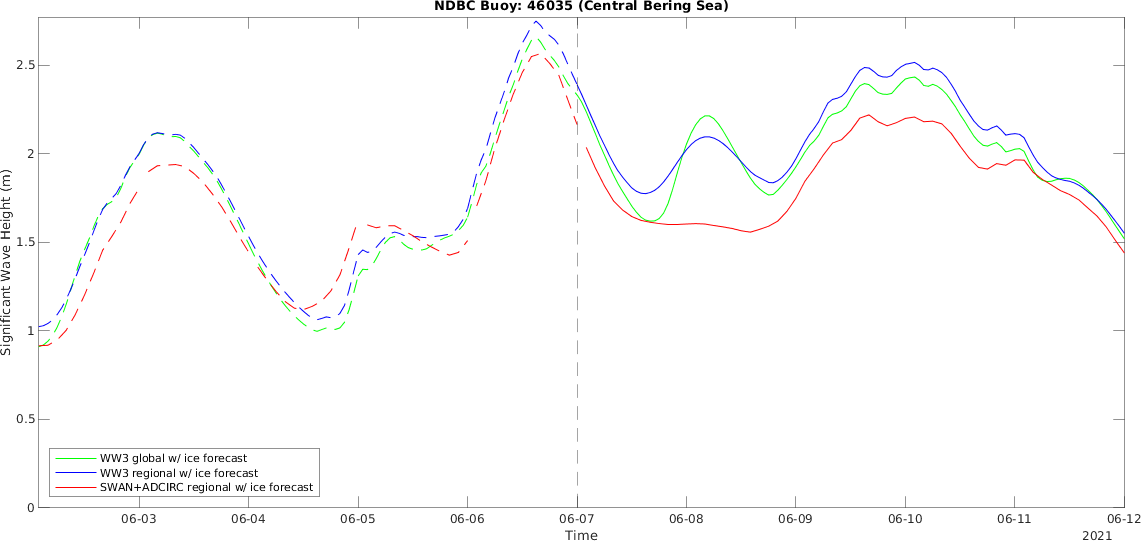 NDBC Buoy: 46035 (Central Bering Sea)
Significant Wave Height (m)
2.5
2
1.5
1
0.5
0
WW3 global w/ ice forecast
WW3 regional w/ ice forecast
SWAN+ADCIRC regional w/ ice forecast
06-03 06-04 06-05 06-06 06-07 06-08 06-09 06-10 06-11 06-12
Time
2021